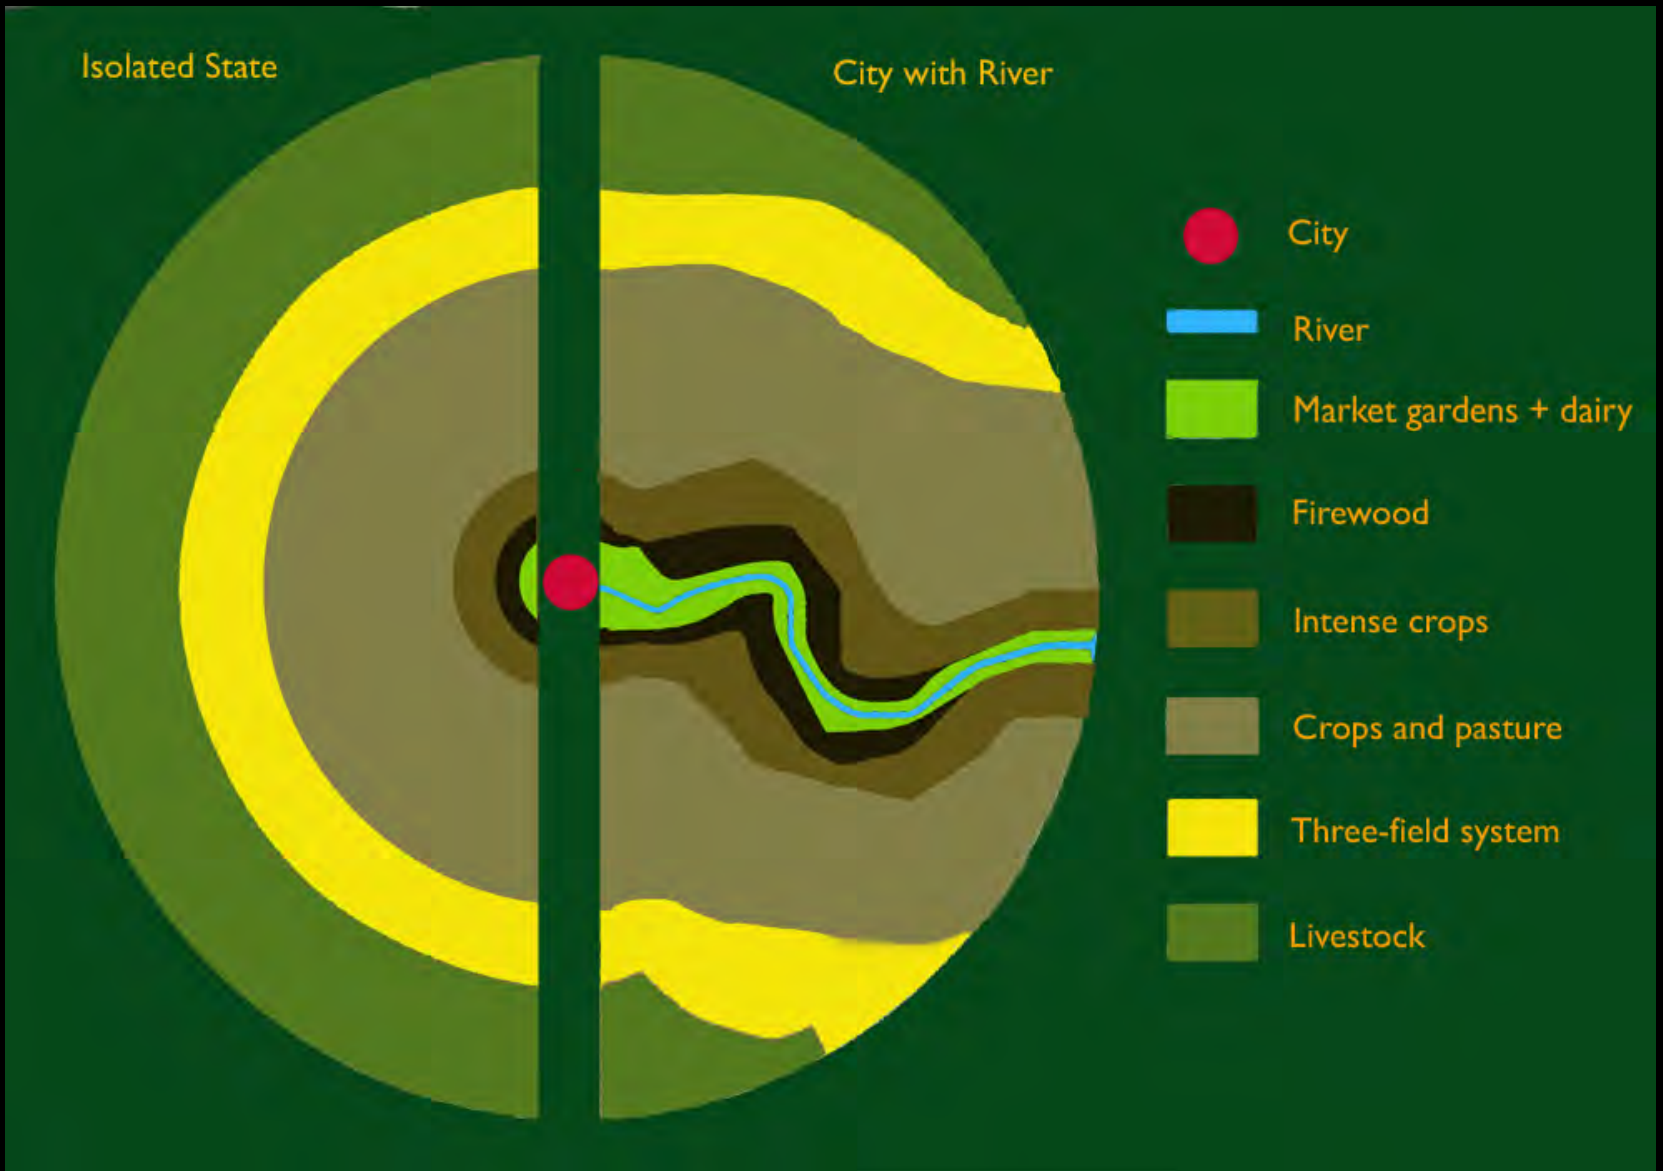 Isolated State
City with River
City
River
Market gardens + dairy
Firewood
Intense crops
Crops and pasture
Three-field system
Livestock